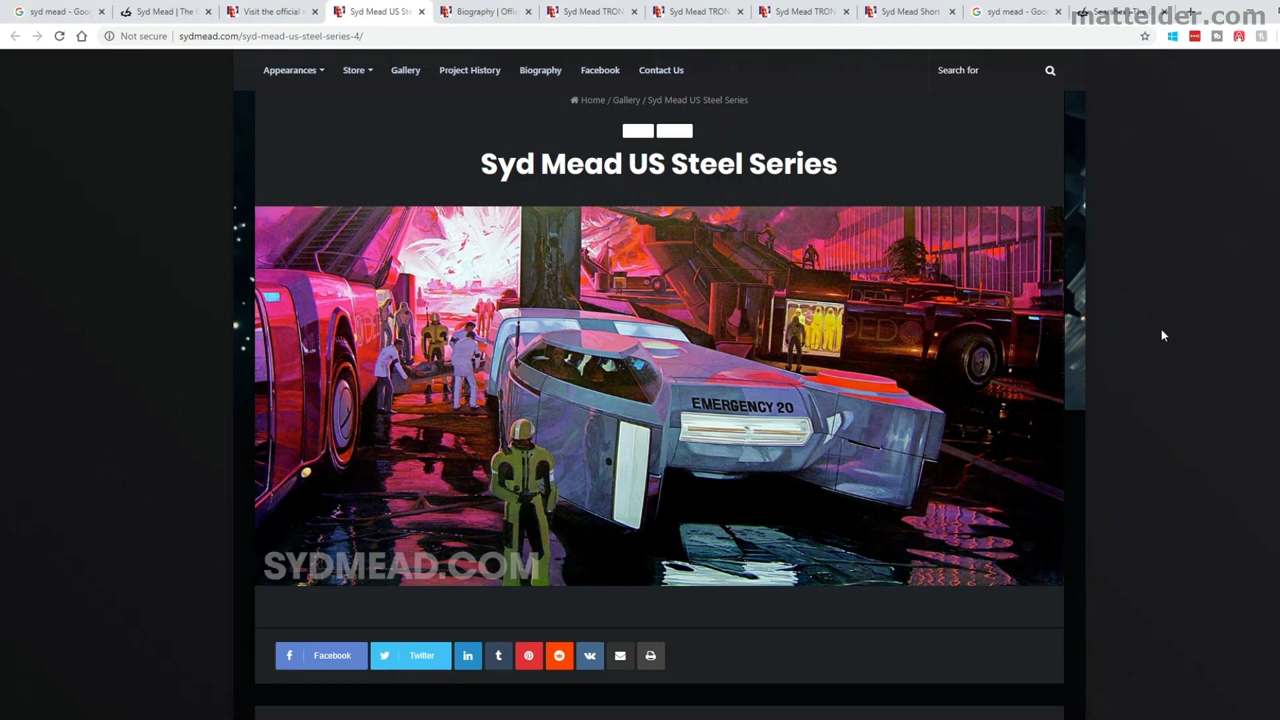 syd mead - Goog
Syd Mead | The O
Visit the official w
Syd Mead US Ste
Biography | Offic
Syd Mead TRON
Syd Mead TRON
Syd Mead TRON
Syd Mead Short
syd mead - Goog
mattelder.com
Not secure
sydmead.com/syd-mead-us-steel-series-4/
Appearances
Store
Gallery
Project History
Biography
Facebook
Contact Us
Search for
Home / Gallery / Syd Mead US Steel Series
Syd Mead US Steel Series
EMERGENCY 20
SYDMEAD.COM
Facebook
Twitter